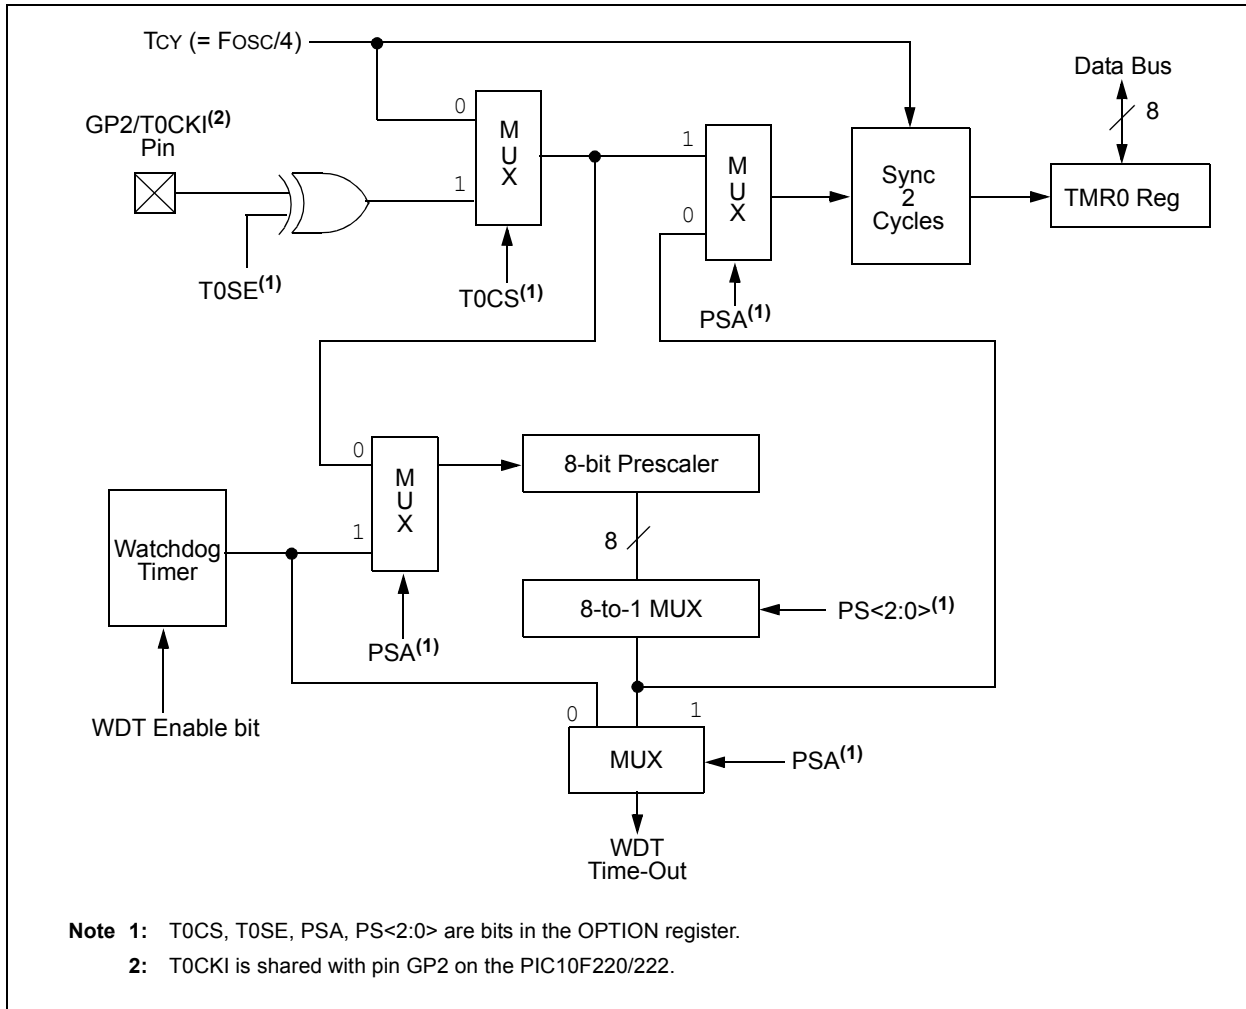 TCY (= FOSC/4)
Data Bus
8
GP2/T0CKI(2)
Pin
0
MUX
1
T0SE(1)
T0CS(1)
1
MUX
0
PSA(1)
Sync
2
Cycles
TMR0 Reg
0
MUX
1
8-bit Prescaler
Watchdog
Timer
8
8-to-1 MUX
PS<2:0>(1)
PSA(1)
WDT Enable bit
0
1
MUX
PSA(1)
WDT
Time-Out
Note 1: T0CS, T0SE, PSA, PS<2:0> are bits in the OPTION register.
2: T0CKI is shared with pin GP2 on the PIC10F220/222.